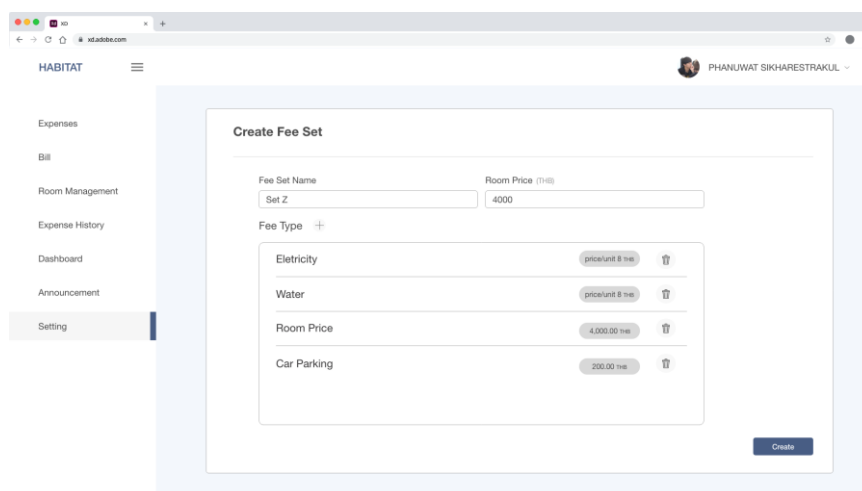 XD
xd.adobe.com
HABITAT
PHANUWAT SIKHARESTRAKUL
Expenses
Bill
Room Management
Expense History
Dashboard
Announcement
Setting
Create Fee Set
Fee Set Name
Room Price (THB)
Set Z
4000
Fee Type
Eletricity
price/unit 8 THB
Water
price/unit 8 THB
Room Price
4,000.00 THB
Car Parking
200.00 THB
Create